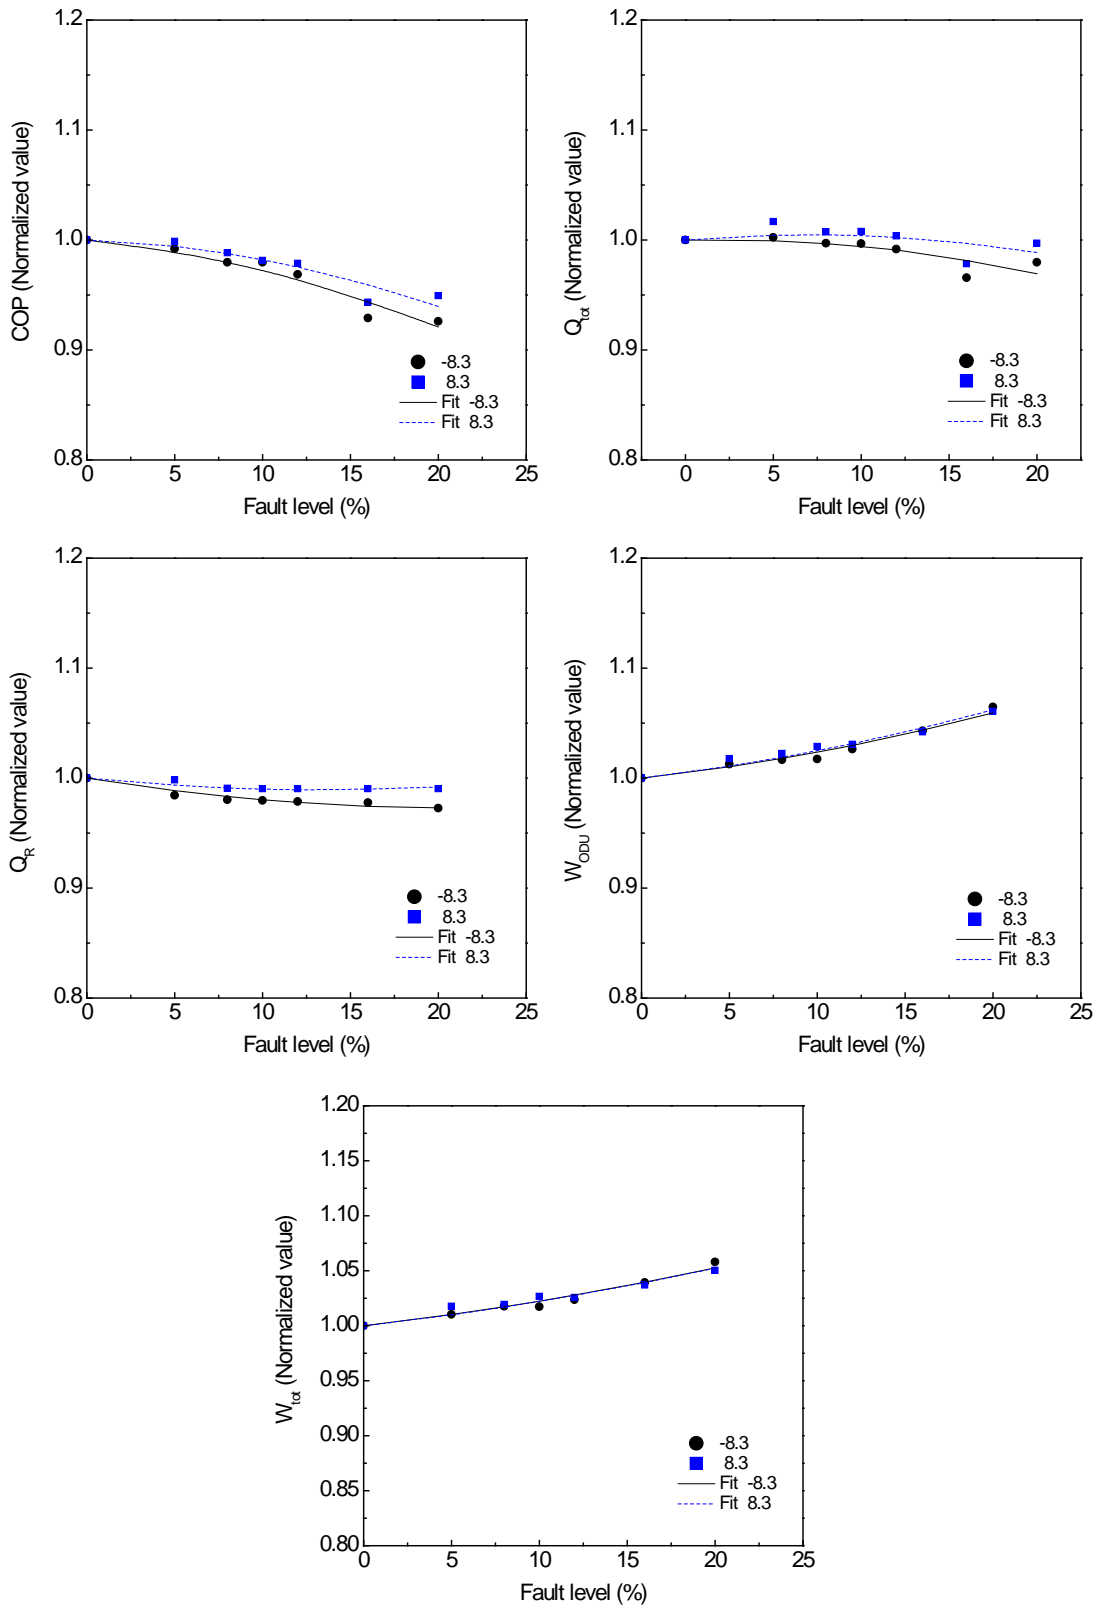 1.2
1.1
1.0
0.9
0.8
COP (Normalized value)
-8.3
8.3
Fit -8.3
Fit 8.3
0 5 10 15 20 25
Fault level (%)
1.2
1.1
1.0
0.9
0.8
Qtot (Normalized value)
-8.3
8.3
Fit -8.3
Fit 8.3
0 5 10 15 20
Fault level (%)
1.2
1.1
1.0
0.9
0.8
QR (Normalized value)
-8.3
8.3
Fit -8.3
Fit 8.3
0 5 10 15 20 25
Fault level (%)
1.2
1.1
1.0
0.9
0.8
WODU (Normalized value)
-8.3
8.3
Fit -8.3
Fit 8.3
0 5 10 15 20 25
Fault level (%)
1.20
1.15
1.10
1.05
1.00
0.95
0.90
0.85
0.80
Wtot (Normalized value)
-8.3
8.3
Fit -8.3
Fit 8.3
0 5 10 15 20 25
Fault level (%)